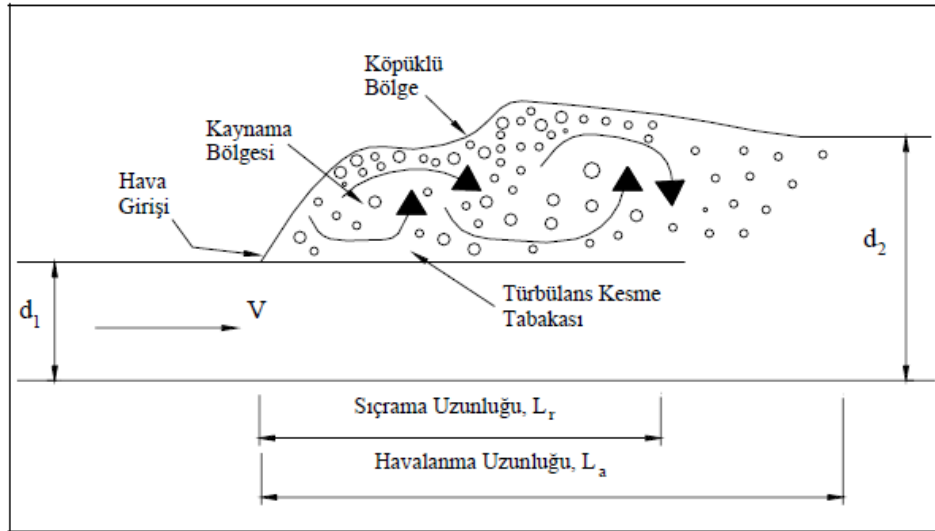 Köpüklü
Bölge
Kaynama
Bölgesi
Hava
Girişi
d₁
V
Türbülans Kesme
Tabakası
d₂
Sıçrama Uzunluğu, Lᵣ
Havalanma Uzunluğu, Lₐ